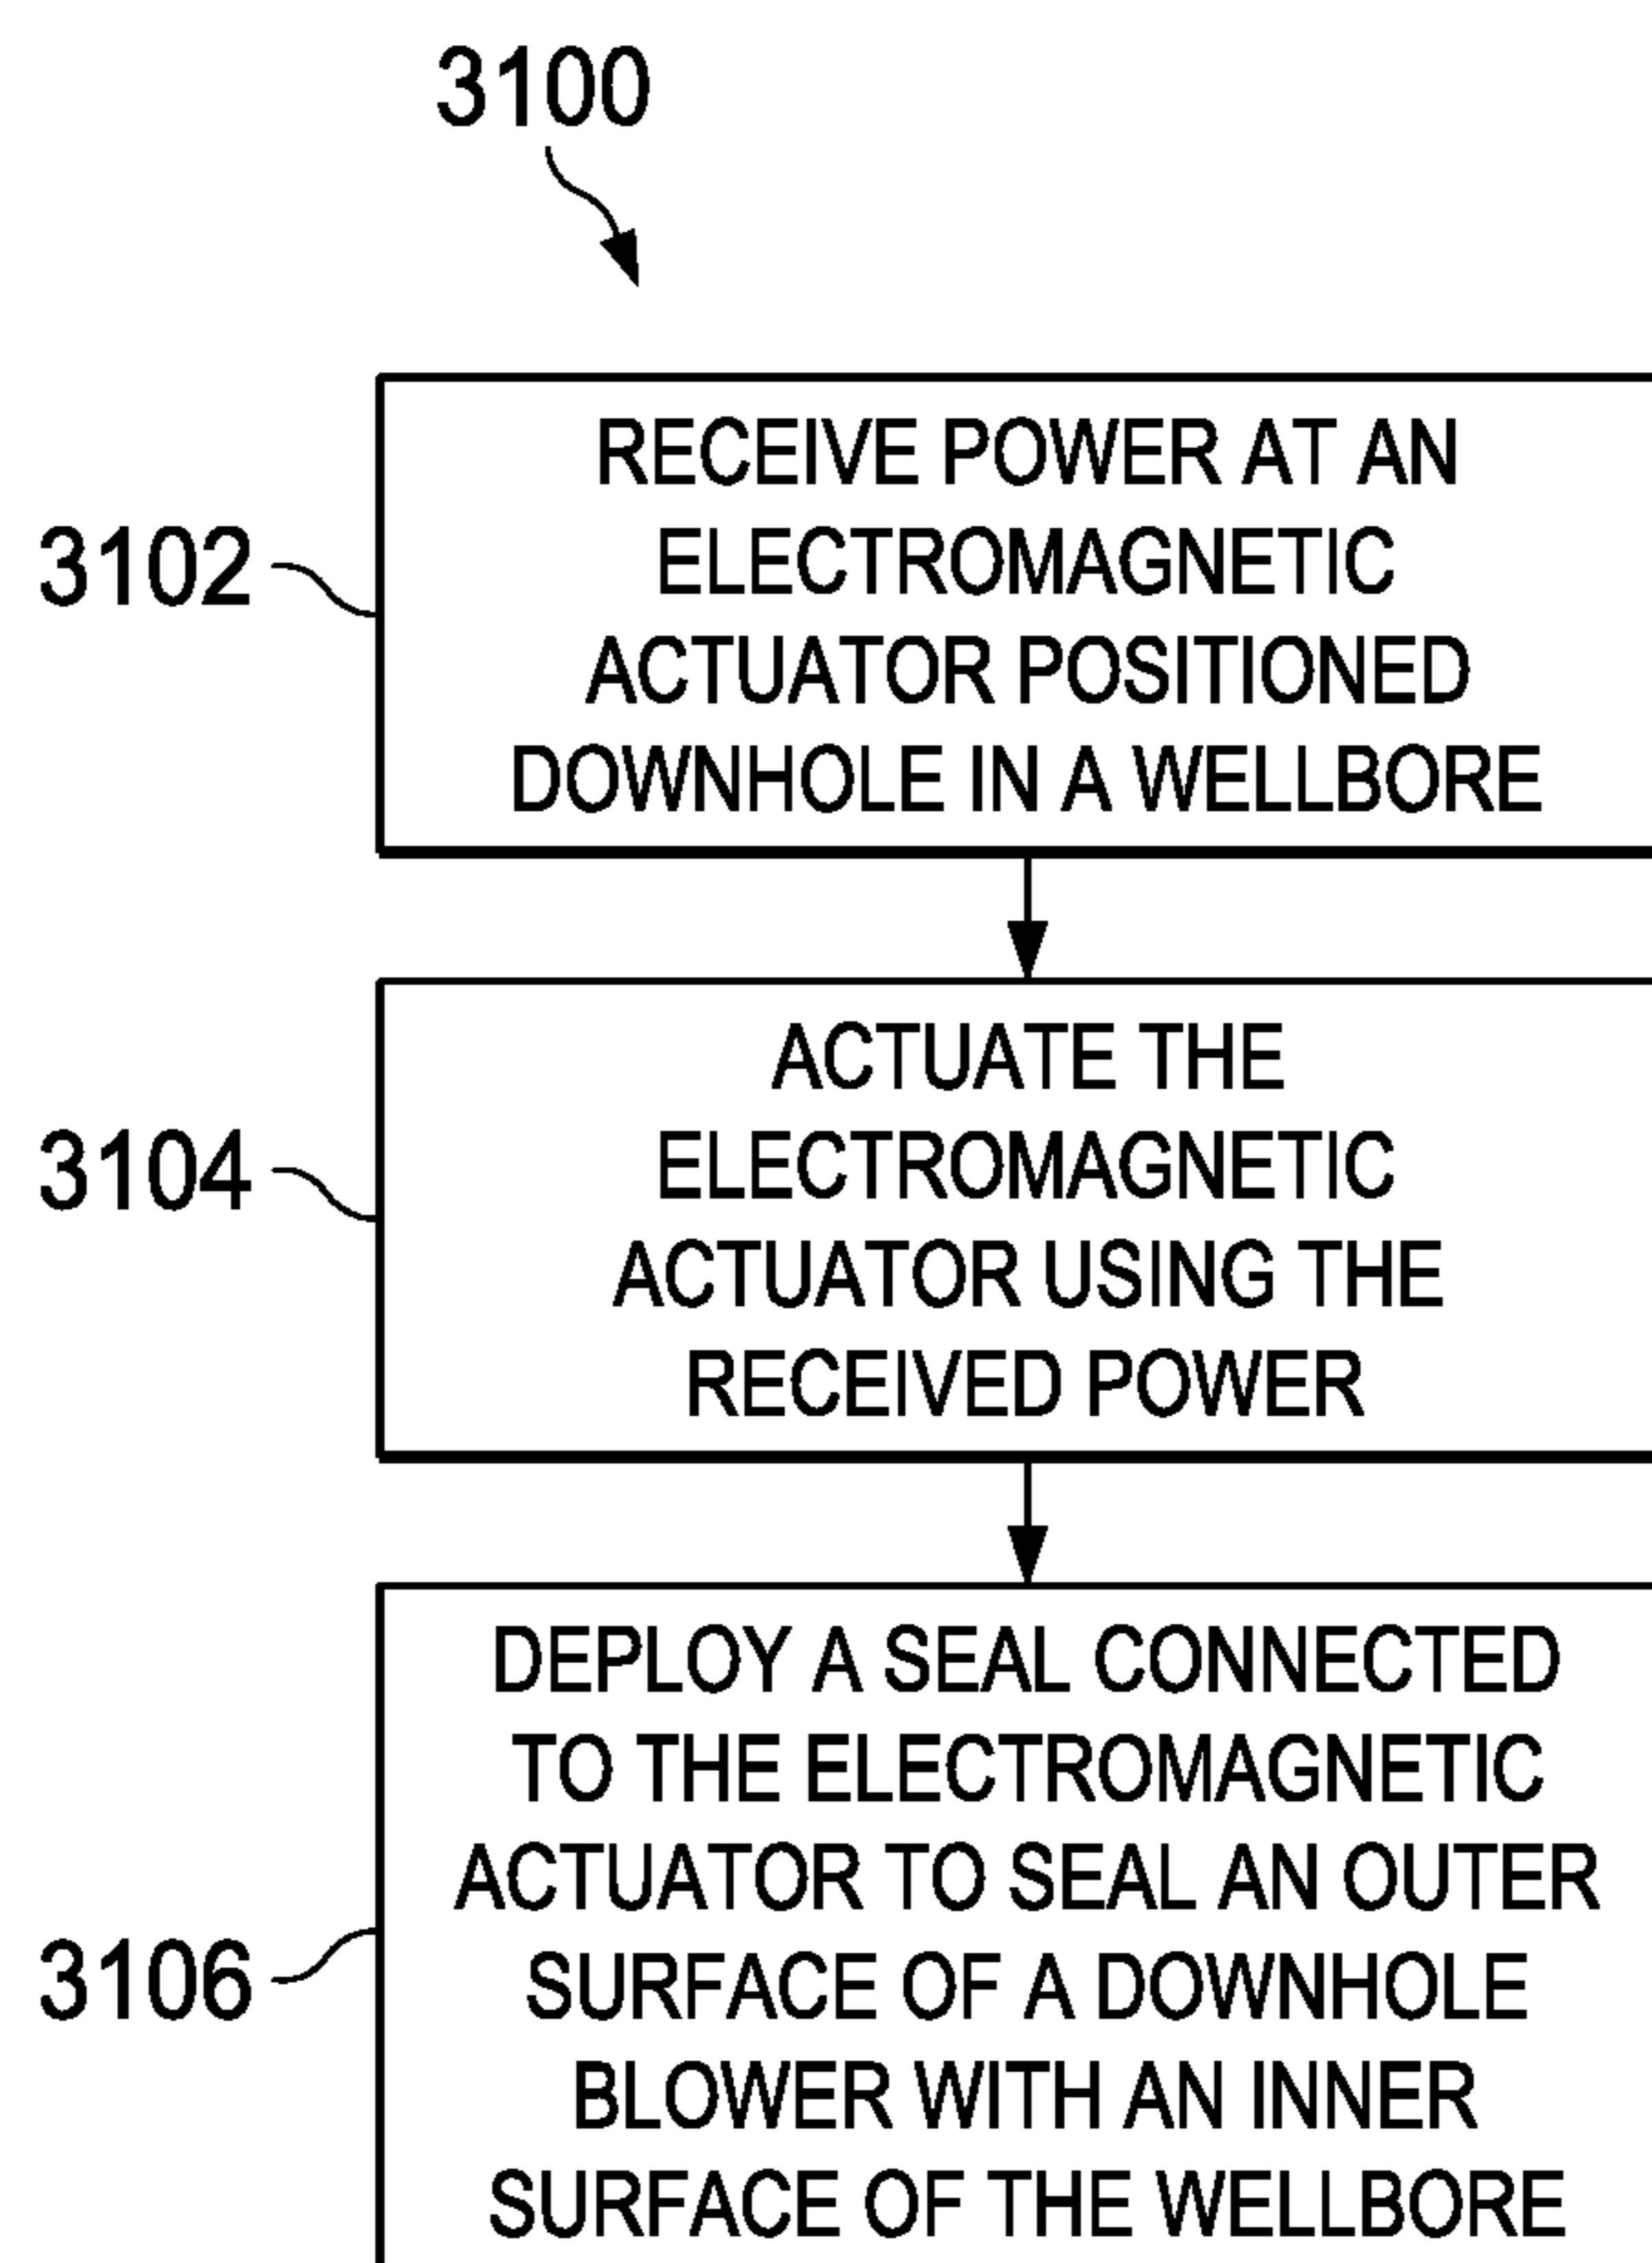 3100
3102
RECEIVE POWER AT AN
ELECTROMAGNETIC
ACTUATOR POSITIONED
DOWNHOLE IN A WELLBORE
3104
ACTUATE THE
ELECTROMAGNETIC
ACTUATOR USING THE
RECEIVED POWER
3106
DEPLOY A SEAL CONNECTED
TO THE ELECTROMAGNETIC
ACTUATOR TO SEAL AN OUTER
SURFACE OF A DOWNHOLE
BLOWER WITH AN INNER
SURFACE OF THE WELLBORE